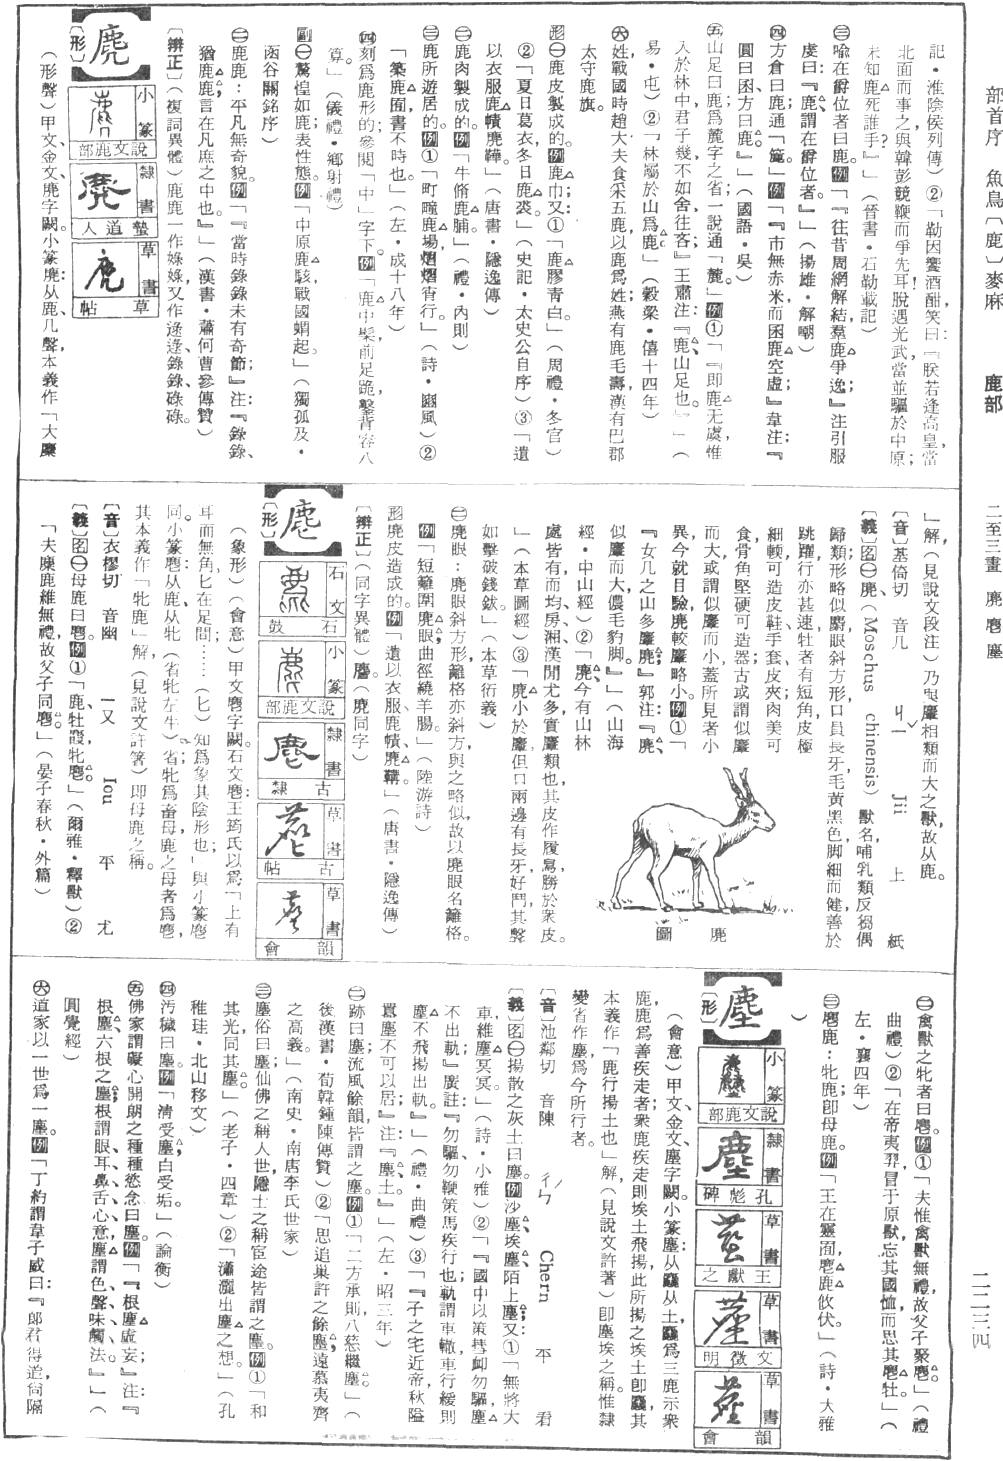 部首序　魚鳥〔鹿〕麥麻　鹿部　二至三畫　麂麀塵　二二三四
記・淮陰侯列傳）②「勒因饗酒酣笑曰：『朕若逢高皇當
北面而事之與韓彭競鞭而爭先耳脫遇光武當並驅於中原
未知鹿死誰手？』」（晉書・石勒載記）
㊂喩在爵位者曰鹿。例「『往昔周網解結羣鹿爭逸』注引服
虔曰：『鹿謂在爵位者。』」（揚雄・解嘲）
㊃方倉曰鹿通「簏」例「『市無赤米而囷鹿空虛』韋注：『
圓曰囷方曰鹿。』」（國語・吳）
㊄山足曰鹿爲麓字之省一說通「麓」例①「『即鹿无虞惟
入於林中君子幾不如舍往吝』王肅注『鹿山足也。』」（
易・屯）②「林屬於山爲鹿」（穀梁・僖十四年）
㊅姓戰國時趙大夫食采五鹿以鹿爲姓；燕有鹿毛壽漢有巴郡
太守鹿旗。
形㊀鹿皮製成的例鹿巾；又：①「鹿膠青白。」（周禮・冬官）
②「夏日葛衣冬日鹿裘。」（史記・太史公自序）③「遺
以衣服鹿幘麂鞾。」（唐書・隱逸傳）
㊁鹿肉製成的。例「牛脩鹿脯。」（禮・內則）
㊂鹿所遊居的。例①「町疃鹿場熠燿宵行。」（詩・豳風）②
「築鹿囿書不時也。」（左・成十八年）
㊃刻爲鹿形的參閱「中」字下。例「鹿中髤前足跪鑿背容八
算。」（儀禮・鄉射禮）
副㊀驚惶如鹿；表性態。例「中原鹿駭戰國蝟起。」（獨孤及・
函谷關銘序）
㊁鹿鹿：平凡無奇貌。例「『當時錄錄未有奇節』注『錄錄、
猶鹿鹿言在凡庶之中也。』」（漢書・蕭何曹參傳贊）
〔辨正〕（複詞異體）鹿鹿一作娽娽又作逯逯、錄錄、碌碌。
麂
〔形〕
小篆　說文鹿部
隸書　墊道人
草書　草帖
（形聲）甲文金文麂字闕。小篆麂：从鹿几聲本義作「大麋
」解（見說文段注）乃與麞相類而大之獸故从鹿。
〔音〕基倚切　音几　ㄐㄧˇ　Jii　上　紙
〔義〕名㊀麂（Moschus chinensis）獸名哺乳類反芻偶
歸類形略似麝眼斜方形口員長牙毛黃黑色脚細而健善於
跳躍行亦甚速牡者有短角皮極
細輭可造皮鞋手套皮夾肉美可
食骨角堅硬可造器；古或謂似麞
而大或謂似麞而小蓋所見者小
異今就目驗麂較麞略小。例①「
『女几之山多麞麂』郭注：『麂、
似麞而大儂毛豹脚。』」（山海
經・中山經）②「麂今有山林
處皆有而均、房、湘漢閒尤多實麞類也其皮作履舃勝於衆皮。
」（本草圖經）③「麂小於麞但口兩邊有長牙好鬥其聲
如擊破錢鈸。」（本草衍義）
㊁麂眼：麂眼斜方形籬格亦斜方與之略似故以麂眼名籬格。
例「短籬圍麂眼曲徑繞羊腸。」（陸游詩）
形麂皮造成的。例「遺以衣服鹿幘麂鞾。」（唐書・隱逸傳）
〔辨正〕（同字異體）麐。（麂同字）
麂　圖
麀
〔形〕
石文　石鼓
小篆　說文鹿部
隸書　古隸
草書　古帖
草書　草韻會
（象形）（會意）甲文麀字闕。石文麀：王筠氏以爲「上有
耳而無角匕在足間……（匕）知爲象其陰形也」與小篆麀
同。小篆麀从鹿、从牝（省牝左牛）省牝爲畜母鹿之母者爲麀，
其本義作「牝鹿」解（見說文許箸）即母鹿之稱。
〔音〕衣樛切　音幽　ㄧㄡ　Iou　平　尤
〔義〕名㊀母鹿曰麀。例①「鹿牡麚牝麀。」（爾雅・釋獸）②
「夫麋鹿維無禮故父子同麀。」（晏子春秋・外篇）
㊁禽獸之牝者曰麀。例①「夫惟禽獸無禮故父子聚麀。」（禮
曲禮）②「在帝夷羿冒于原獸忘其國恤而思其麀牡。」（
左・襄四年）
㊂麀鹿：牝鹿卽母鹿。例「王在靈囿麀鹿攸伏。」（詩・大雅
）
塵
〔形〕
小篆　說文鹿部
隸書　孔彪碑
草書　王獻之
草書　文徵明
草書　草韻會
（會意）甲文、金文塵字闕。小篆塵：从麤从土麤爲三鹿示衆
鹿鹿爲善疾走者衆鹿疾走則埃土飛揚此所揚之埃土卽麤其
本義作「鹿行揚土也」解（見說文許著）卽塵埃之稱惟隸
變省作塵爲今所行者。
〔音〕池鄰切　音陳　ㄔㄣˊ　Chern　平　眞
〔義〕名㊀揚散之灰土曰塵。例沙塵埃塵陌上塵；又①「無將大
車維塵冥冥。」（詩・小雅）②「『國中以策彗卹勿驅塵
不出軌』廣註『勿驅勿鞭策馬疾行也軌謂車轍車行緩則
塵不飛揚出軌。』」（禮・曲禮）③「『子之宅近帝秋隘
囂塵不可以居』注：『塵土。』」（左・昭三年）
㊁跡曰塵；流風餘韻皆謂之塵。例①「二方承則八慈繼塵。」（
後漢書・荀韓鍾陳傳贊）②「思追巢許之餘塵遠慕夷齊
之高義。」（南史・南唐李氏世家）
㊂塵俗曰塵；仙佛之稱人世隱士之稱宦途皆謂之塵。例①「和
其光同其塵。」（老子・四章）②「瀟灑出塵之想。」（孔
稚珪・北山移文）
㊃污穢曰塵。例「清受塵白受垢。」（論衡）
㊄佛家謂礙心開朗之種種慾念曰塵。例「『根塵虛妄』注：『
根塵六根之塵；根謂眼耳鼻舌心意塵謂色聲味觸法。』」（
圓覺經）
㊅道家以一世爲一塵。例「丁約謂韋子威曰：『郎君得道尙隔